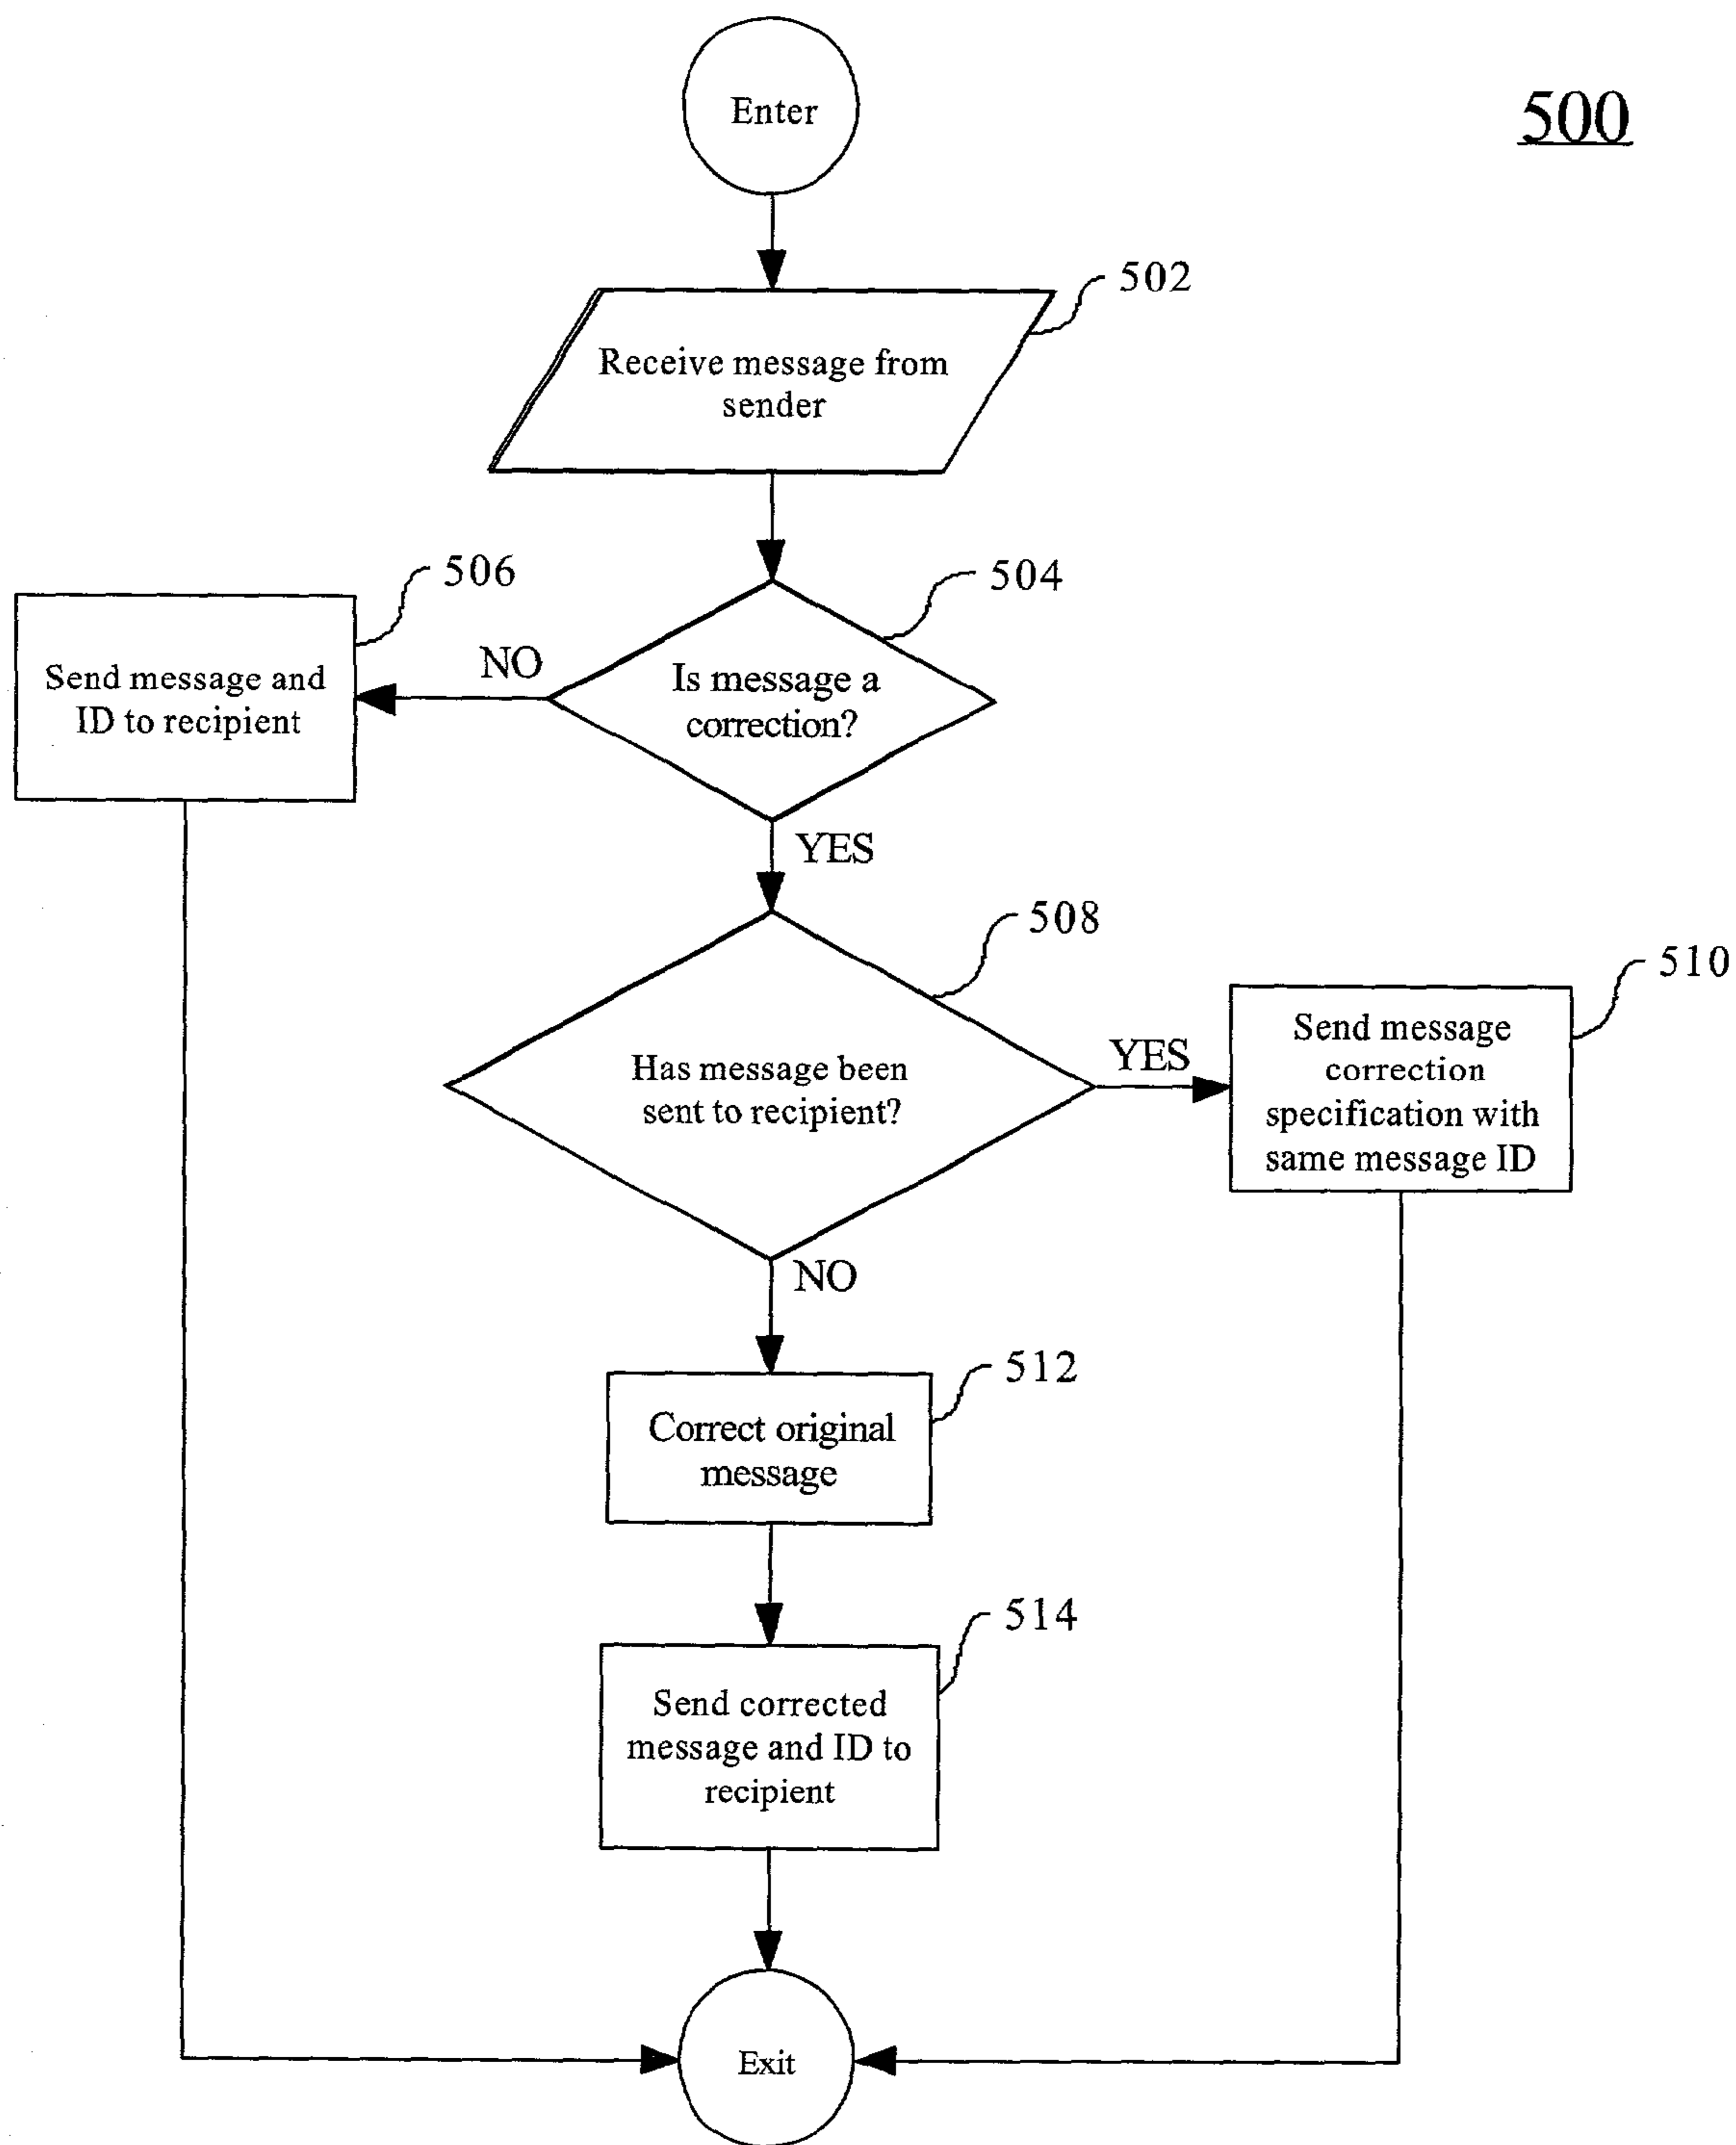 Enter
500
502
Receive message from
sender
506
504
Send message and
ID to recipient
NO
Is message a
correction?
YES
508
510
Has message been
sent to recipient?
YES
Send message
correction
specification with
same message ID
NO
512
Correct original
message
514
Send corrected
message and ID to
recipient
Exit